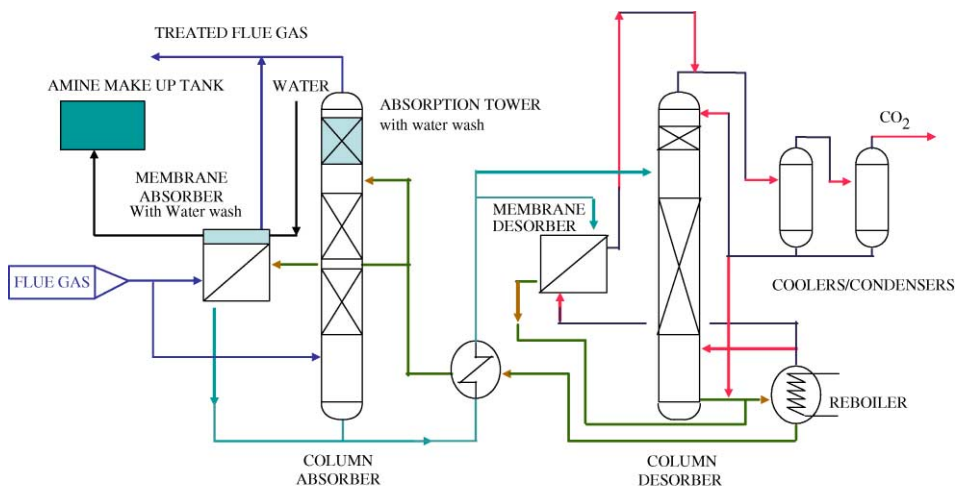 TREATED FLUE GAS
AMINE MAKE UP TANK
WATER
ABSORPTION TOWER
with water wash
CO2
MEMBRANE
ABSORBER
With Water wash
MEMBRANE
DESORBER
FLUE GAS
COOLERS/CONDENSERS
REBOILER
COLUMN
ABSORBER
COLUMN
DESORBER